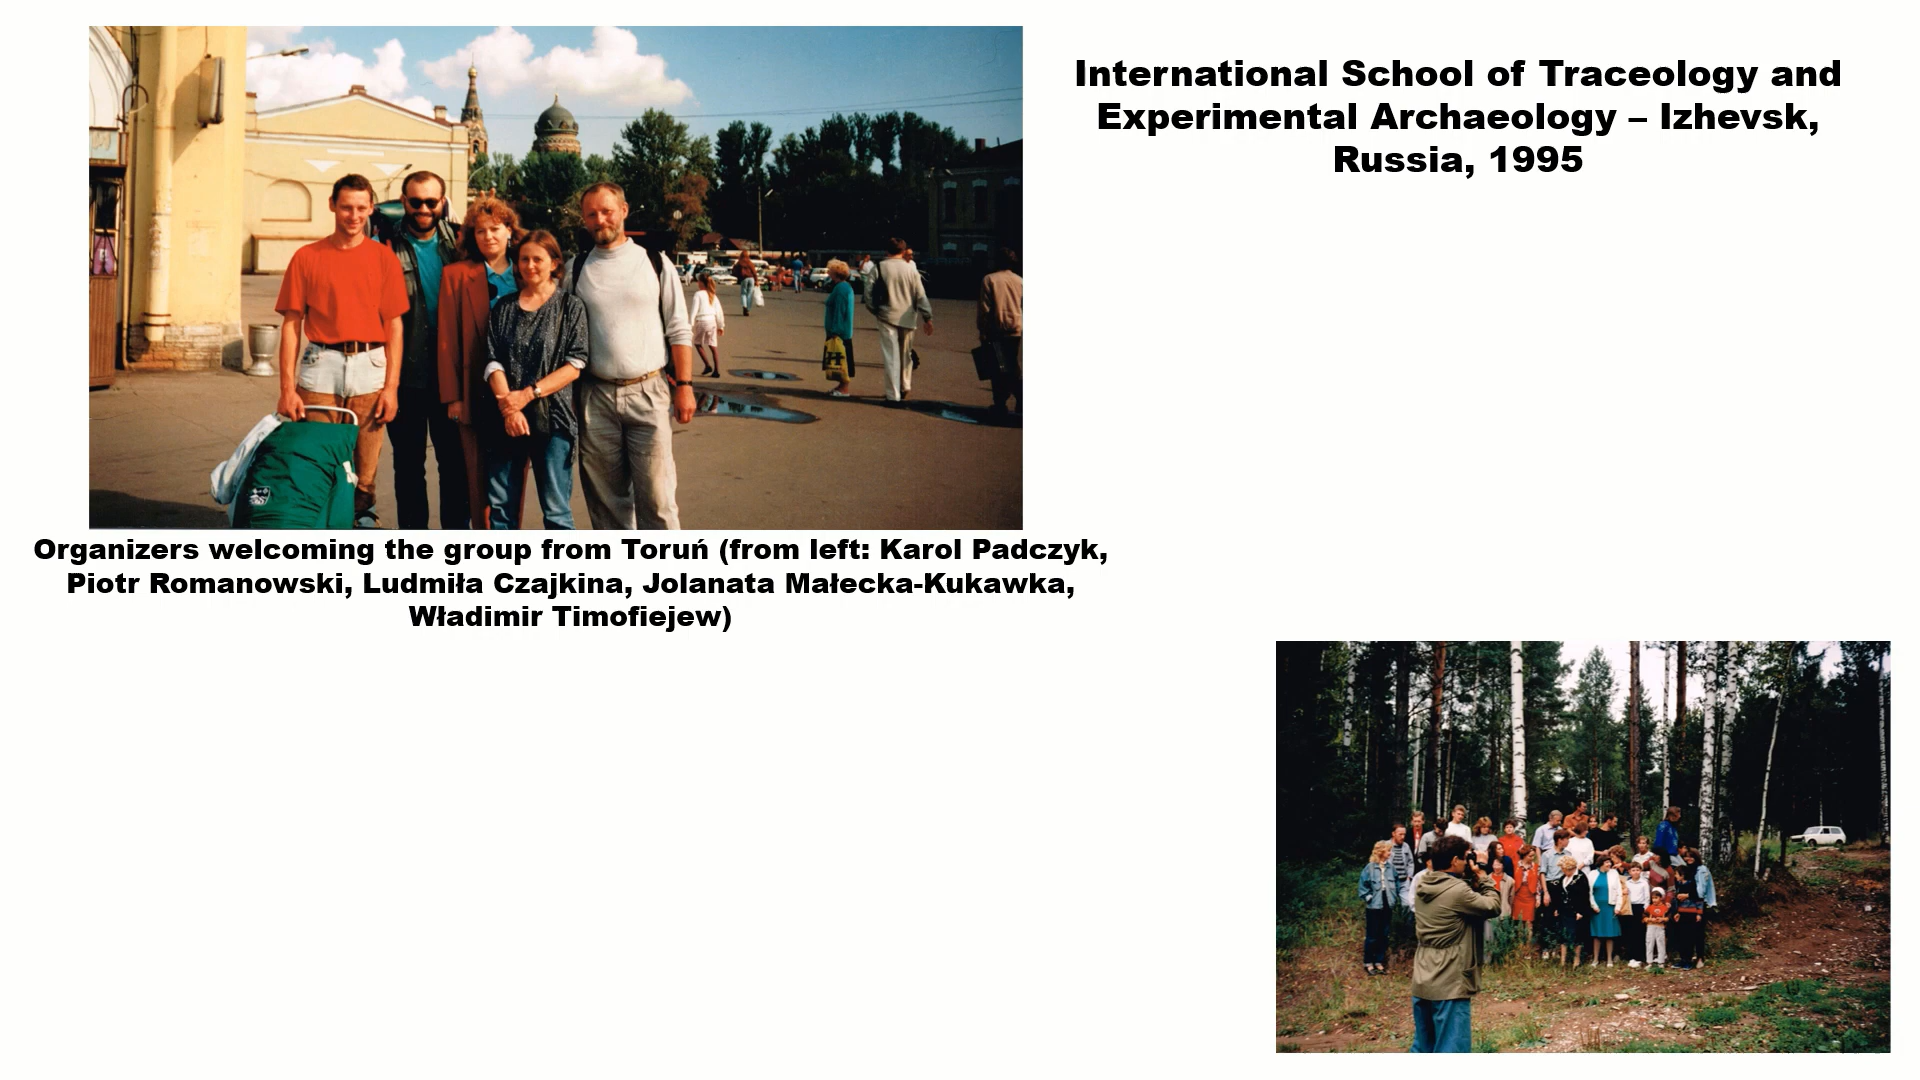 International School of Traceology and
Experimental Archaeology – Izhevsk,
Russia, 1995
Organizers welcoming the group from Toruń (from left: Karol Padczyk,
Piotr Romanowski, Ludmiła Czajkina, Jolanata Małecka-Kukawka,
Władimir Timofiejew)